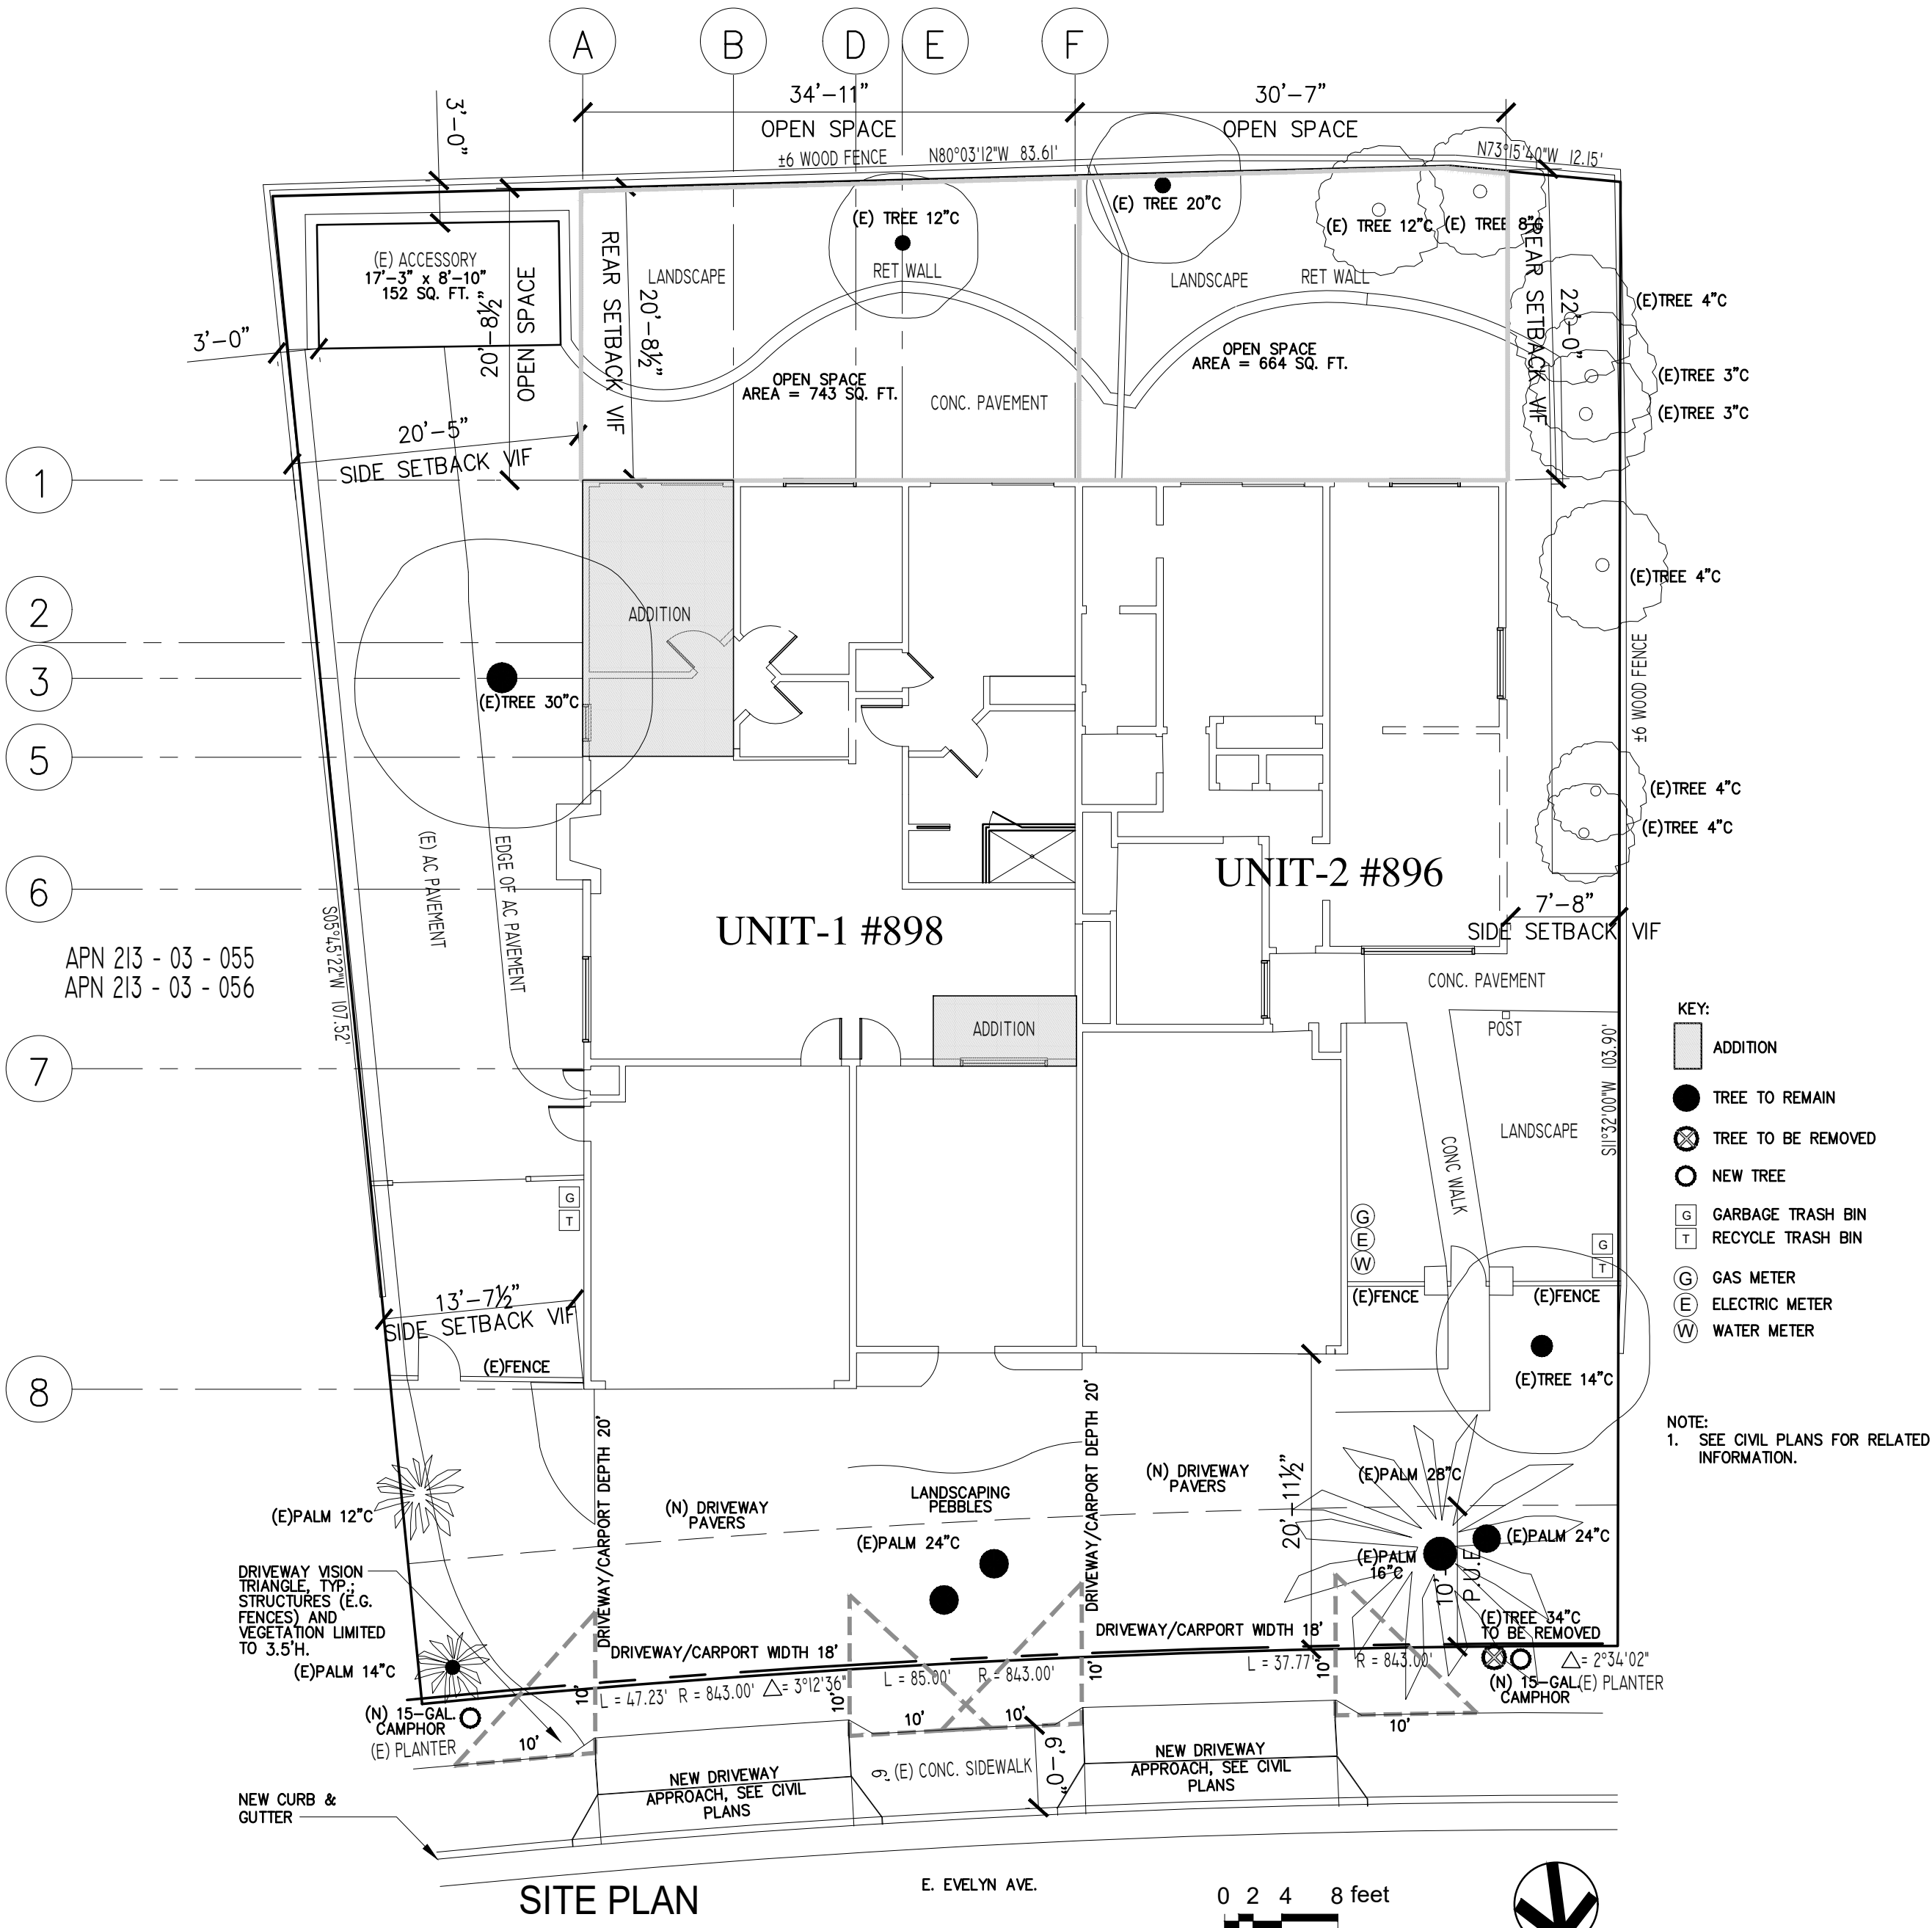 A B D E F
34'-11" 30'-7"
OPEN SPACE OPEN SPACE
3'-0"
±6 WOOD FENCE N80°03'12"W 83.61' N73°15'40"W 12.15'
(E) TREE 12"C
(E) TREE 20"C
(E) TREE 12"C
(E) TREE 8"C
(E) ACCESSORY
17'-3" x 8'-10"
152 SQ. FT.
20'-8½"
OPEN SPACE
REAR SETBACK VIF
20'-8½"
LANDSCAPE
RET WALL
LANDSCAPE
RET WALL
REAR SETBACK VIF
22'-0"
(E)TREE 4"C
(E)TREE 3"C
(E)TREE 3"C
3'-0"
OPEN SPACE
AREA = 743 SQ. FT.
CONC. PAVEMENT
OPEN SPACE
AREA = 664 SQ. FT.
20'-5"
SIDE SETBACK VIF
1
2
3
5
6
7
8
ADDITION
(E)TREE 30"C
(E)TREE 4"C
±6 WOOD FENCE
(E)TREE 4"C
(E)TREE 4"C
(E) AC PAVEMENT
EDGE OF AC PAVEMENT
UNIT-1 #898
UNIT-2 #896
7'-8"
SIDE SETBACK VIF
S05°45'22"W 107.52'
APN 213 - 03 - 055
APN 213 - 03 - 056
ADDITION
CONC. PAVEMENT
POST
LANDSCAPE
S11°32'00"W 103.90'
CONC WALK
KEY:
ADDITION
TREE TO REMAIN
TREE TO BE REMOVED
NEW TREE
G GARBAGE TRASH BIN
T RECYCLE TRASH BIN
G GAS METER
E ELECTRIC METER
W WATER METER
G
T
G
E
W
G
T
(E)FENCE
(E)FENCE
13'-7½"
SIDE SETBACK VIF
(E)FENCE
(E)TREE 14"C
NOTE:
1. SEE CIVIL PLANS FOR RELATED
INFORMATION.
DRIVEWAY/CARPORT DEPTH 20'
DRIVEWAY/CARPORT DEPTH 20'
20'-11½"
(N) DRIVEWAY
PAVERS
LANDSCAPING
PEBBLES
(N) DRIVEWAY
PAVERS
(E)PALM 28"C
(E)PALM 12"C
(E)PALM 24"C
(E)PALM 24"C
(E)PALM
16"C
10'-
P.U.E
DRIVEWAY VISION
TRIANGLE, TYP.;
STRUCTURES (E.G.
FENCES) AND
VEGETATION LIMITED
TO 3.5'H.
(E)PALM 14"C
(E)TREE 34"C
TO BE REMOVED
DRIVEWAY/CARPORT WIDTH 18'
DRIVEWAY/CARPORT WIDTH 18'
L = 47.23' R = 843.00' △= 3°12'36"
L = 85.00' R = 843.00'
L = 37.77' R = 843.00' △= 2°34'02"
10'
10'
10'
10'
(N) 15-GAL.
CAMPHOR
(E) PLANTER
(N) 15-GAL.
CAMPHOR
(E) PLANTER
10'
10'
10'
10'
NEW DRIVEWAY
APPROACH, SEE CIVIL
PLANS
6' (E) CONC. SIDEWALK
6'-0"
NEW DRIVEWAY
APPROACH, SEE CIVIL
PLANS
NEW CURB &
GUTTER
SITE PLAN
E. EVELYN AVE.
0 2 4 8 feet